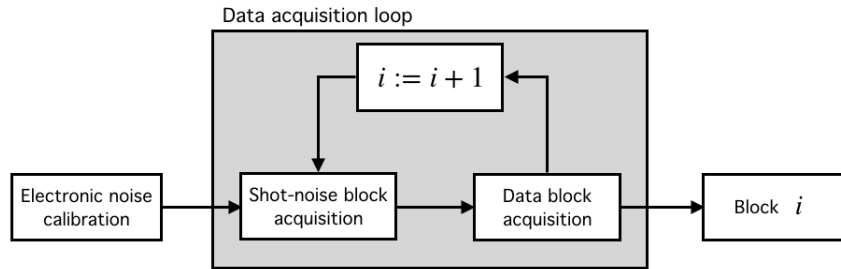 Data acquisition loop
i := i + 1
Electronic noise
calibration
Shot-noise block
acquisition
Data block
acquisition
Block i